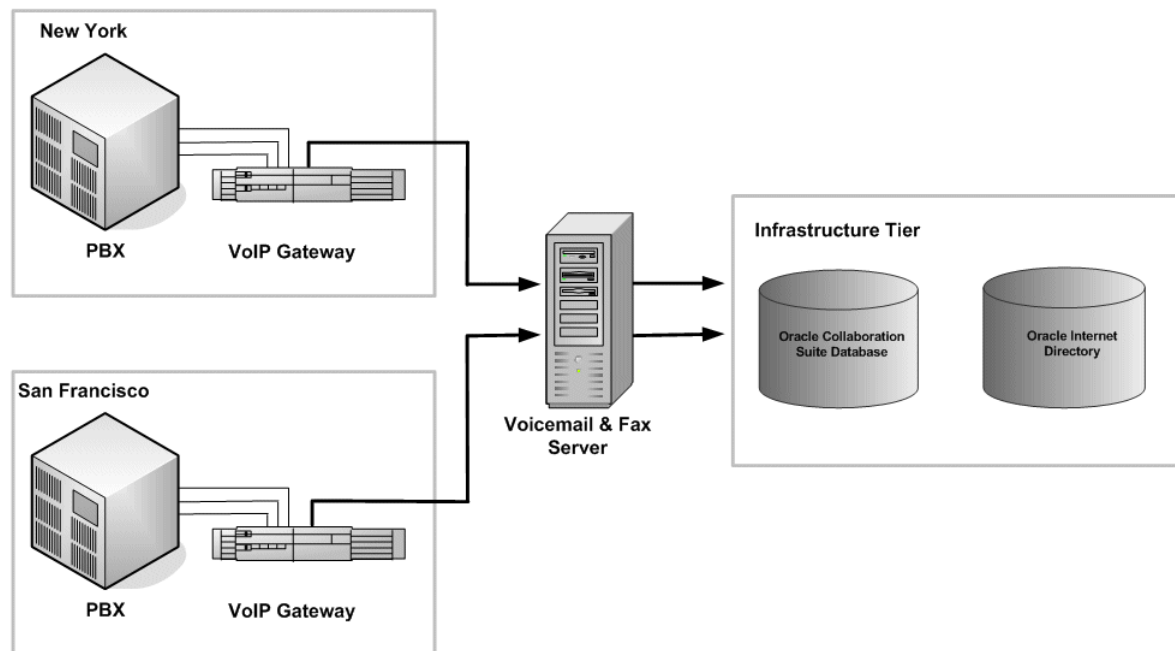 New York
PBX
VoIP Gateway
San Francisco
PBX
VoIP Gateway
Voicemail & Fax
Server
Infrastructure Tier
Oracle Collaboration
Suite Database
Oracle Internet
Directory